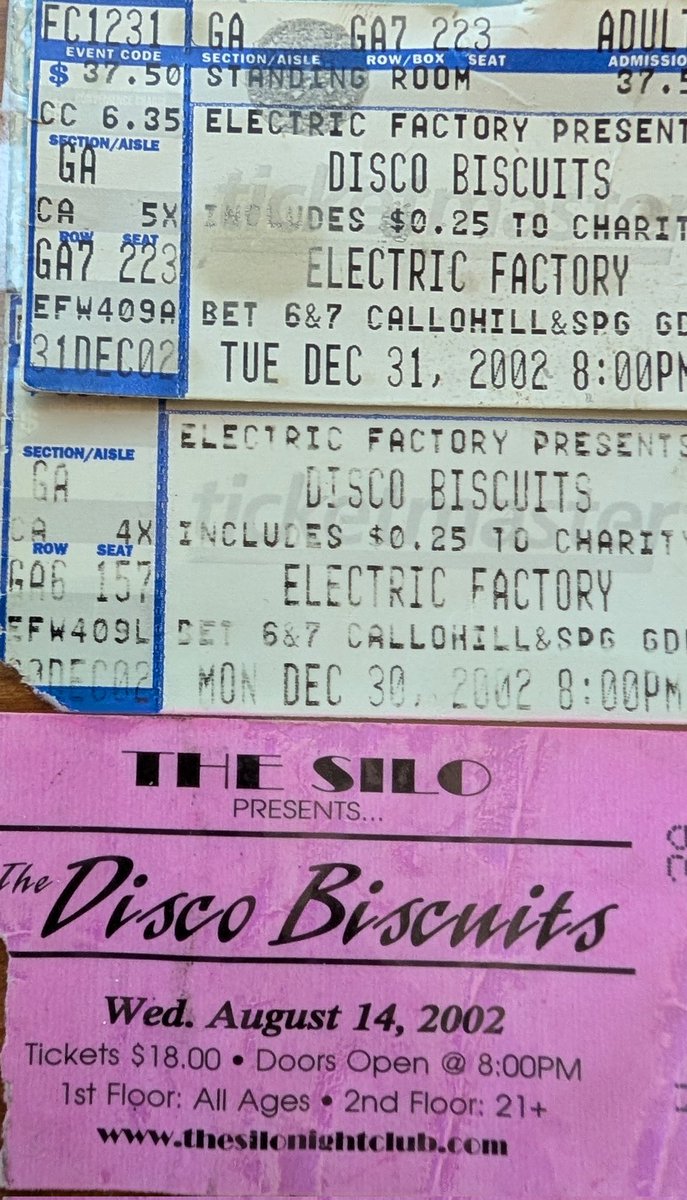 EC1231 GA GA7 223 ADUL
EVENT CODE SECTION/AISLE ROW/BOX SEAT ADMISSIO
$ 37.50 STANDING ROOM 37.5
CC 6.35 ELECTRIC FACTORY PRESENT
SECTION/AISLE
GA DISCO BISCUITS
CA 5X INCLUDES $0.25 TO CHARIT
ROW SEAT
GA7 223 ELECTRIC FACTORY
EFW409A BET 6&7 CALLOHILL&SPG GD
31DEC02 TUE DEC 31, 2002 8:00PM
ELECTRIC FACTORY PRESENTS
SECTION/AISLE
GA DISCO BISCUITS
CA 4X INCLUDES $0.25 TO CHARITY
ROW SEAT
GA6 157 ELECTRIC FACTORY
EFW409L BET 6&7 CALLOHILL&SPG GD
DEC02 MON DEC 30, 2002 8:00PM
ticketmaster
THE SILO
PRESENTS...
The Disco Biscuits
Wed. August 14, 2002
Tickets $18.00 • Doors Open @ 8:00PM
1st Floor: All Ages • 2nd Floor: 21+
www.thesilonightclub.com